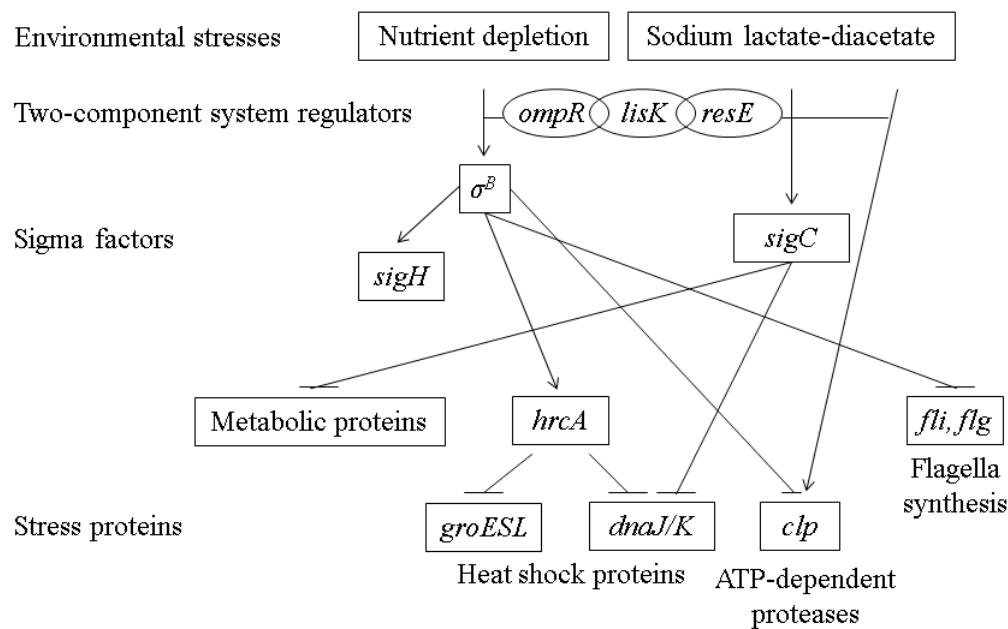 Environmental stresses
Nutrient depletion
Sodium lactate-diacetate
Two-component system regulators
ompR
lisK
resE
σᴮ
Sigma factors
sigC
sigH
Metabolic proteins
hrcA
fli, flg
Flagella
synthesis
Stress proteins
groESL
dnaJ/K
clp
Heat shock proteins
ATP-dependent
proteases